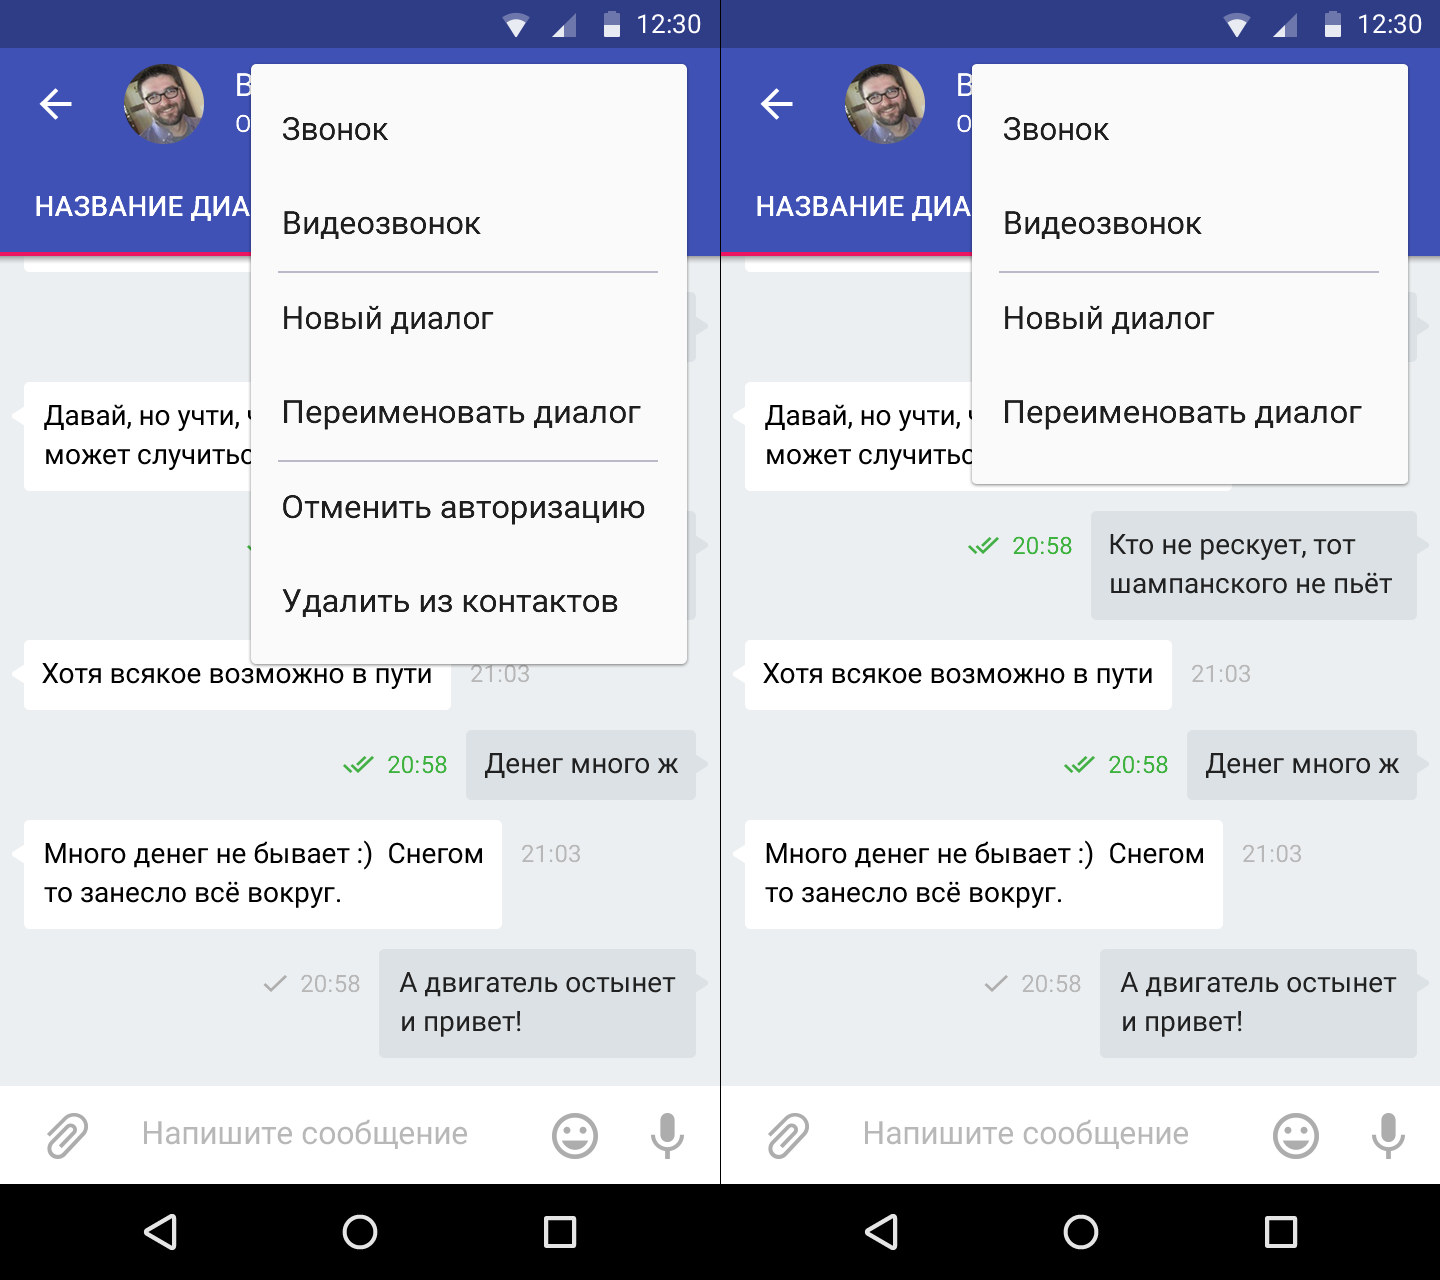 12:30
В
О
Звонок
НАЗВАНИЕ ДИА
Видеозвонок
Новый диалог
Давай, но учти, ч
Переименовать диалог
может случитьс
Отменить авторизацию
Удалить из контактов
Хотя всякое возможно в пути 21:03
20:58 Денег много ж
Много денег не бывает :) Снегом 21:03
то занесло всё вокруг.
20:58 А двигатель остынет
и привет!
Напишите сообщение
12:30
В
О
Звонок
НАЗВАНИЕ ДИА
Видеозвонок
Новый диалог
Давай, но учти, ч
Переименовать диалог
может случитьс
20:58 Кто не рескует, тот
шампанского не пьёт
Хотя всякое возможно в пути 21:03
20:58 Денег много ж
Много денег не бывает :) Снегом 21:03
то занесло всё вокруг.
20:58 А двигатель остынет
и привет!
Напишите сообщение